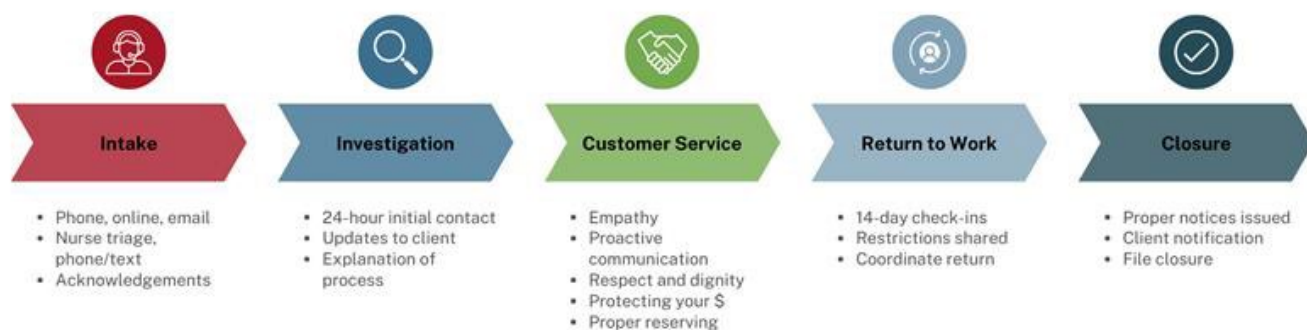 Intake
• Phone, online, email
• Nurse triage,
phone/text
• Acknowledgements
Investigation
• 24-hour initial contact
• Updates to client
• Explanation of
process
Customer Service
• Empathy
• Proactive
communication
• Respect and dignity
• Protecting your $
• Proper reserving
Return to Work
• 14-day check-ins
• Restrictions shared
• Coordinate return
Closure
• Proper notices issued
• Client notification
• File closure